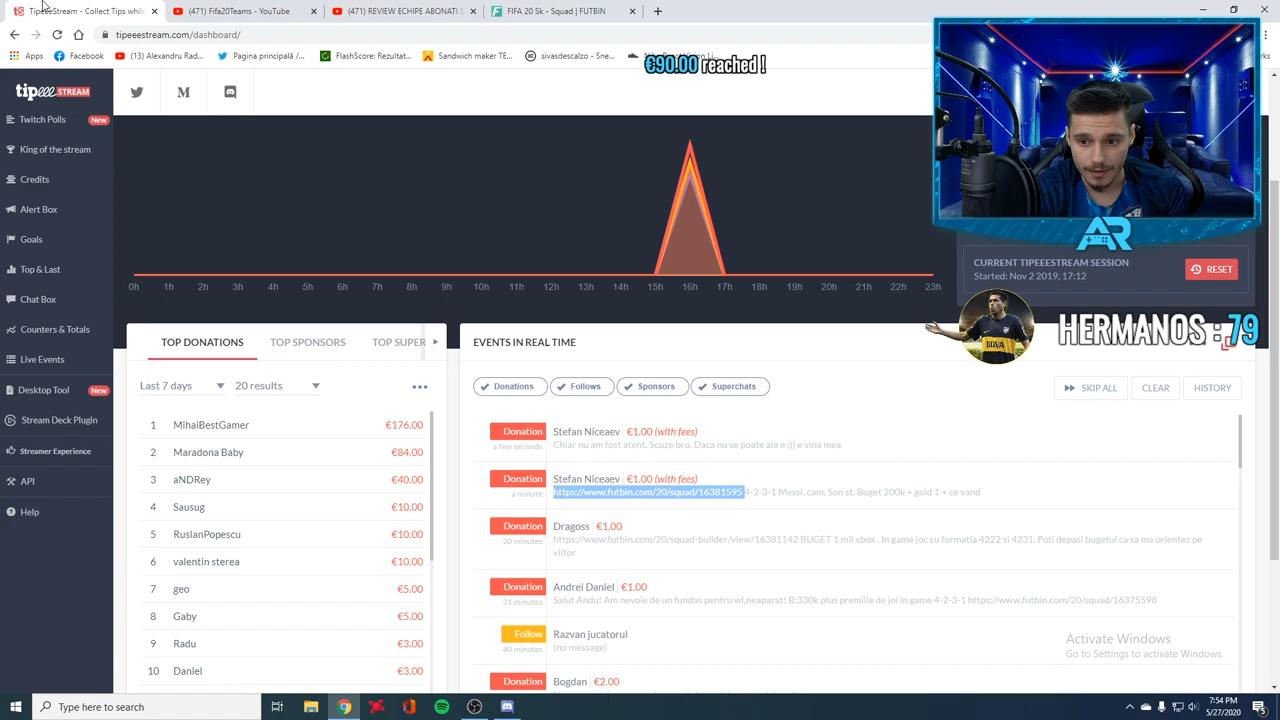 TipeeeStream - Collect Tips while
(471) Fifa20Team - YouTube
(471) REVIEW ECHIPE ABONATI S
FIFA 20 5k - Squad | FUTBIN
tipeeestream.com/dashboard
Apps
Facebook
(13) Alexandru Rad...
Pagina principală /...
FlashScore: Rezultat...
Sandwich maker TE...
sivasdescalzo - Sne...
€90.00 reached !
tipeee STREAM
Twitch Polls New
King of the stream
Credits
Alert Box
Goals
Top & Last
Chat Box
Counters & Totals
Live Events
Desktop Tool New
Stream Deck Plugin
Streamer Experience
API
Help
0h 1h 2h 3h 4h 5h 6h 7h 8h 9h 10h 11h 12h 13h 14h 15h 16h 17h 18h 19h 20h 21h 22h 23h
AR
CURRENT TIPEEESTREAM SESSION
Started: Nov 2 2019, 17:12
RESET
HERMANOS : 79
TOP DONATIONS TOP SPONSORS TOP SUPER
Last 7 days 20 results
1 MihaiBestGamer €176.00
2 Maradona Baby €84.00
3 aNDRey €40.00
4 Sausug €10.00
5 RuslanPopescu €10.00
6 valentin sterea €10.00
7 geo €5.00
8 Gaby €5.00
9 Radu €3.00
10 Daniel €3.00
EVENTS IN REAL TIME
Donations Follows Sponsors Superchats
SKIP ALL CLEAR HISTORY
Donation Stefan Niceaev €1.00 (with fees)
a few seconds Chiar nu am fost atent. Scuze bro. Daca nu se poate ala e :)) e vina mea
Donation Stefan Niceaev €1.00 (with fees)
a minute https://www.futbin.com/20/squad/16381595 4-2-3-1 Messi, cam, Son st. Buget 200k + gold 1 + ce vand
Donation Dragoss €1.00
20 minutes https://www.futbin.com/20/squad-builder/view/16381142 BUGET 1 mil xbox . In game joc cu formatia 4222 si 4231. Poti depasi bugetul ca sa ma orientez pe
viitor
Donation Andrei Daniel €1.00
31 minutes Salut Andu! Am nevoie de un fundas pentru wl,neaparat! B:330k plus premille de joi in game 4-2-3-1 https://www.futbin.com/20/squad/16375598
Follow Razvan jucatorul
40 minutes (no message)
Donation Bogdan €2.00
BBVA
Activate Windows
Go to Settings to activate Windows.
Type here to search
7:54 PM
5/27/2020